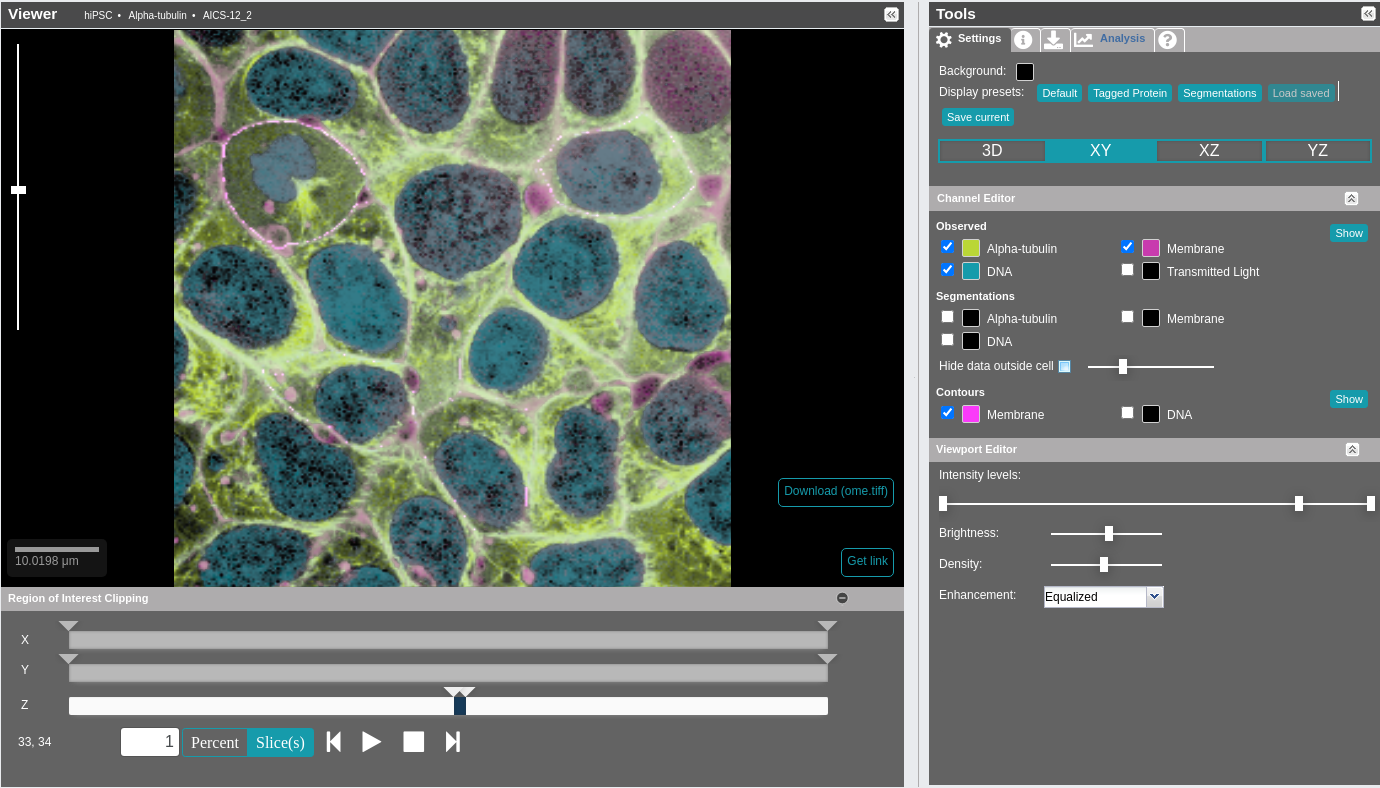 Viewer hiPSC • Alpha-tubulin • AICS-12_2
10.0198 µm
Download (ome.tiff)
Get link
Region of Interest Clipping
X
Y
Z
33, 34 1 Percent Slice(s)
Tools
Settings Analysis
Background:
Display presets: Default Tagged Protein Segmentations Load saved
Save current
3D XY XZ YZ
Channel Editor
Observed Show
Alpha-tubulin Membrane
DNA Transmitted Light
Segmentations
Alpha-tubulin Membrane
DNA
Hide data outside cell
Contours Show
Membrane DNA
Viewport Editor
Intensity levels:
Brightness:
Density:
Enhancement: Equalized